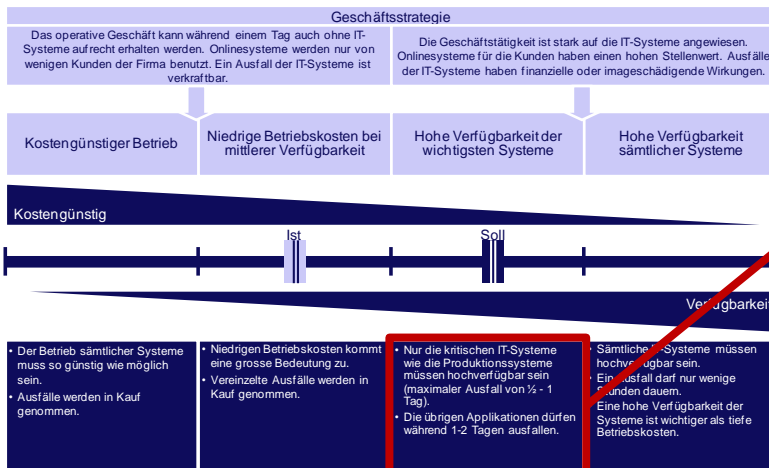 Geschäftsstrategie
Das operative Geschäft kann während einem Tag auch ohne IT-
Systeme aufrecht erhalten werden. Onlinesysteme werden nur von
wenigen Kunden der Firma benutzt. Ein Ausfall der IT-Systeme ist
verkraftbar.
Die Geschäftstätigkeit ist stark auf die IT-Systeme angewiesen.
Onlinesysteme für die Kunden haben einen hohen Stellenwert. Ausfälle
der IT-Systeme haben finanzielle oder imageschädigende Wirkungen.
Kostengünstiger Betrieb
Niedrige Betriebskosten bei
mittlerer Verfügbarkeit
Hohe Verfügbarkeit der
wichtigsten Systeme
Hohe Verfügbarkeit
sämtlicher Systeme
Kostengünstig
Ist
Soll
Verfügbarkeit
• Der Betrieb sämtlicher Systeme
muss so günstig wie möglich
sein.
• Ausfälle werden in Kauf
genommen.
• Niedrigen Betriebskosten kommt
eine grosse Bedeutung zu.
• Vereinzelte Ausfälle werden in
Kauf genommen.
• Nur die kritischen IT-Systeme
wie die Produktionssysteme
müssen hochverfügbar sein
(maximaler Ausfall von ½ - 1
Tag).
• Die übrigen Applikationen dürfen
während 1-2 Tagen ausfallen.
• Sämtliche IT-Systeme müssen
hochverfügbar sein.
• Ein Ausfall darf nur wenige
Stunden dauern.
Eine hohe Verfügbarkeit der
Systeme ist wichtiger als tiefe
Betriebskosten.